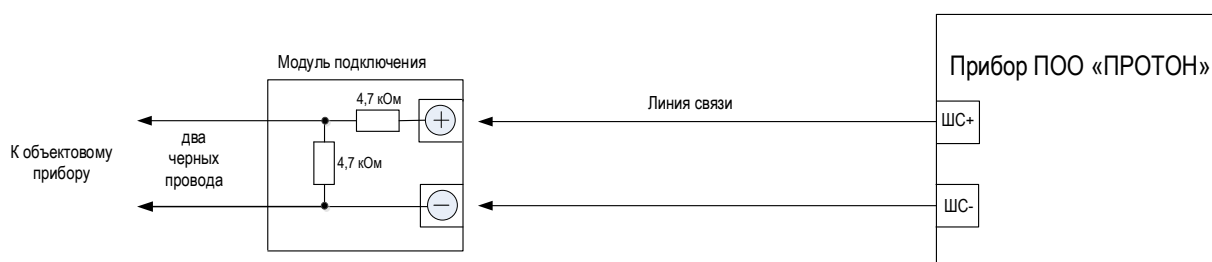 Прибор ПОО «ПРОТОН»
Модуль подключения
4,7 кОм
Линия связи
ШС+
К объектовому
прибору
два
черных
провода
4,7 кОм
ШС-